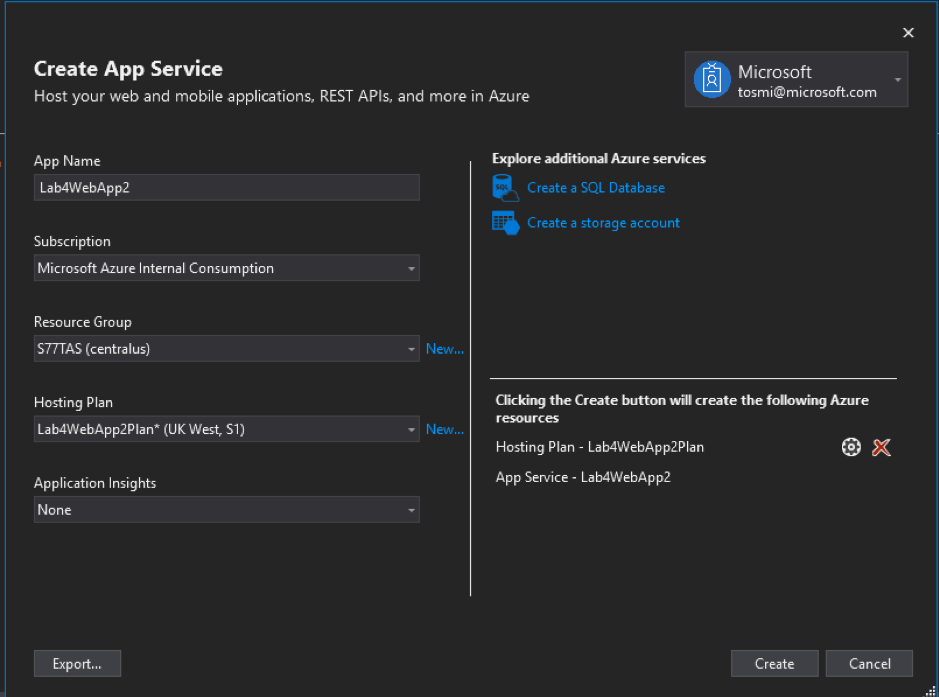 Create App Service
Host your web and mobile applications, REST APIs, and more in Azure
Microsoft
tosmi@microsoft.com
App Name
Lab4WebApp2
Subscription
Microsoft Azure Internal Consumption
Resource Group
S77TAS (centralus)
New...
Hosting Plan
Lab4WebApp2Plan* (UK West, S1)
New...
Application Insights
None
Explore additional Azure services
SQL
Create a SQL Database
Create a storage account
Clicking the Create button will create the following Azure
resources
Hosting Plan - Lab4WebApp2Plan
App Service - Lab4WebApp2
Export...
Create
Cancel